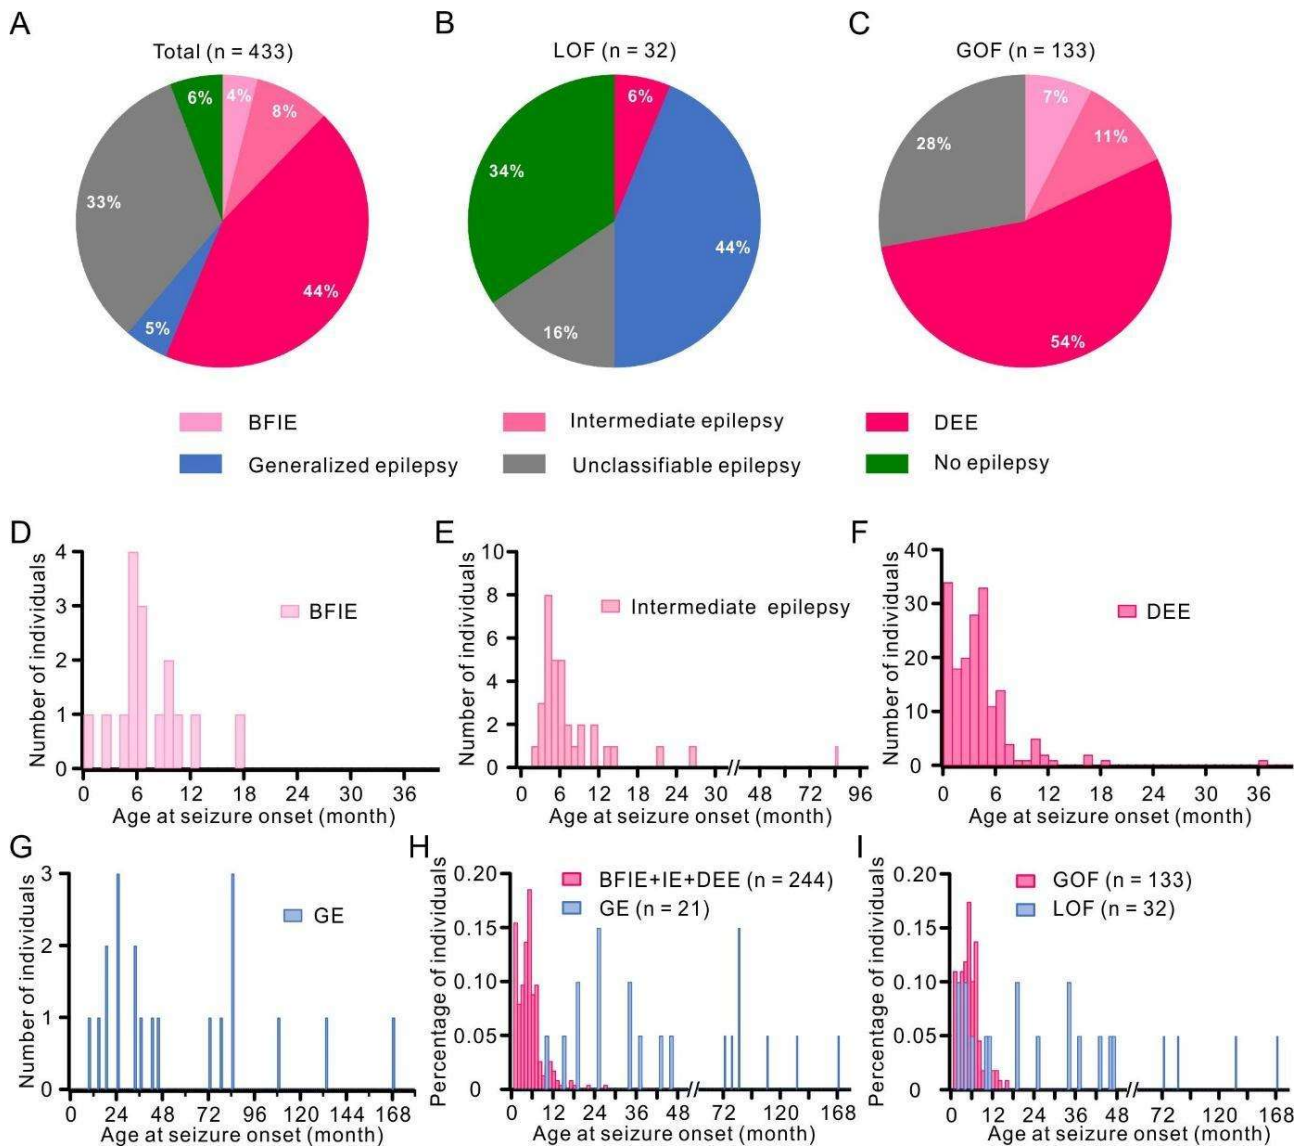 A
Total (n = 433)
6%
4%
8%
33%
44%
5%
B
LOF (n = 32)
6%
34%
44%
16%
C
GOF (n = 133)
7%
28%
11%
54%
BFIE
Intermediate epilepsy
DEE
Generalized epilepsy
Unclassifiable epilepsy
No epilepsy
D
Number of individuals
4
3
2
1
0
BFIE
0 6 12 18 24 30 36
Age at seizure onset (month)
E
Number of individuals
10
8
6
4
2
0
Intermediate epilepsy
0 6 12 18 24 30 48 72 96
Age at seizure onset (month)
F
Number of individuals
40
30
20
10
0
DEE
0 6 12 18 24 30 36
Age at seizure onset (month)
G
Number of individuals
3
2
1
0
GE
0 24 48 72 96 120 144 168
Age at seizure onset (month)
H
Percentage of individuals
0.20
0.15
0.10
0.05
0
BFIE+IE+DEE (n = 244)
GE (n = 21)
0 12 24 36 48 72 120 168
Age at seizure onset (month)
I
Percentage of individuals
0.20
0.15
0.10
0.05
0
GOF (n = 133)
LOF (n = 32)
0 12 24 36 48 72 120 168
Age at seizure onset (month)